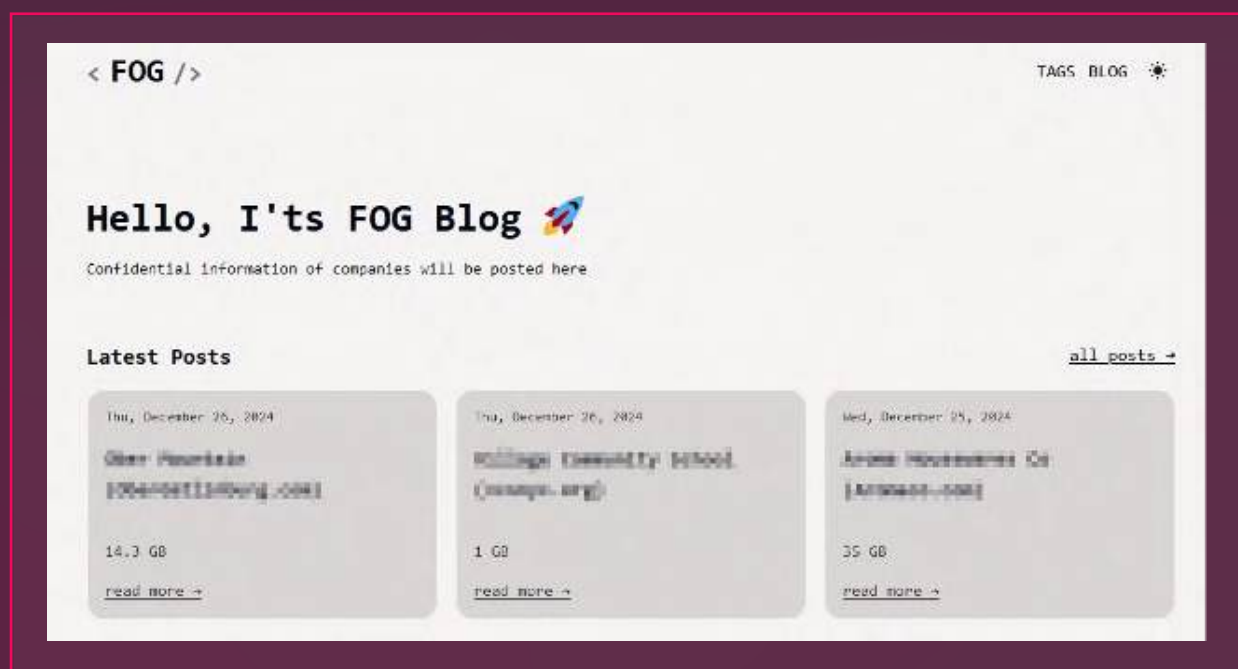 < FOG />
TAGS BLOG
Hello, I'ts FOG Blog
Confidential information of companies will be posted here
Latest Posts
all posts →
Thu, December 26, 2024
14.3 GB
read more →
Thu, December 26, 2024
1 GB
read more →
Wed, December 25, 2024
35 GB
read more →